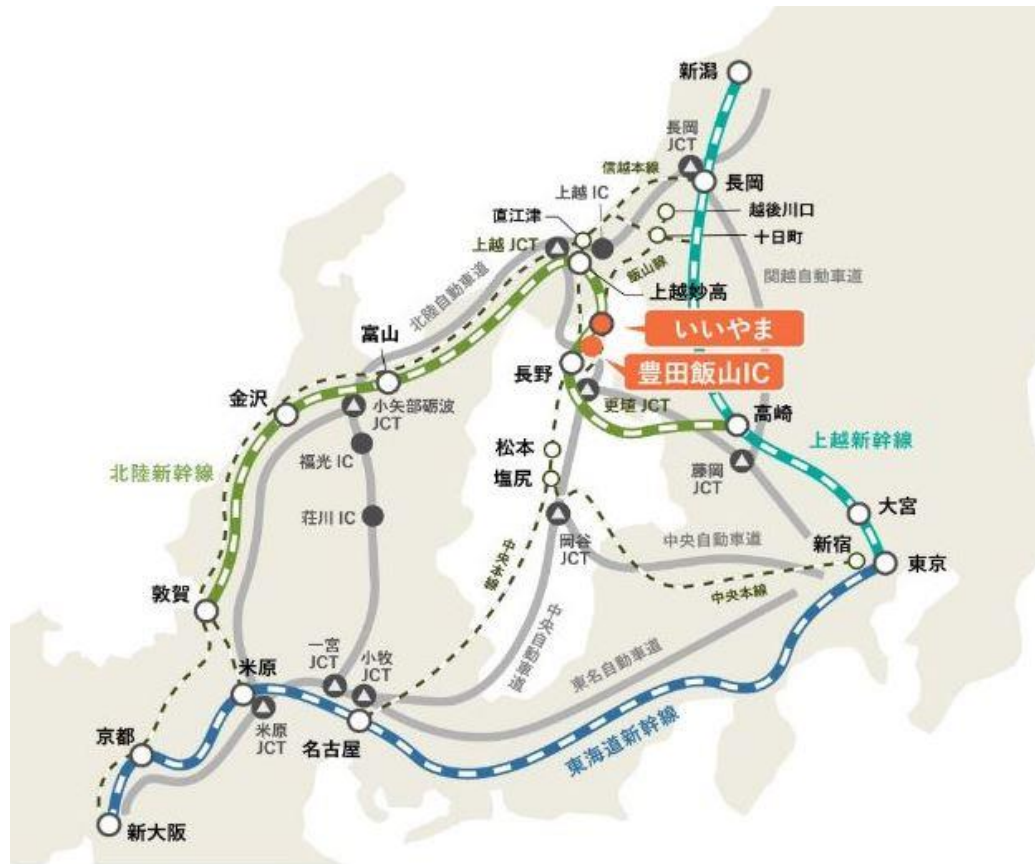 新潟
長岡
JCT
信越本線
長岡
上越 IC
越後川口
直江津
十日町
上越 JCT
飯山線
関越自動車道
上越妙高
北陸自動車道
いいやま
富山
豊田飯山IC
長野
金沢
小矢部砺波
JCT
更埴 JCT
高崎
上越新幹線
福光 IC
松本
北陸新幹線
塩尻
藤岡
JCT
大宮
荘川 IC
岡谷
JCT
中央自動車道
新宿
東京
中央本線
中央本線
敦賀
中央自動車道
一宮
JCT
小牧
JCT
東名自動車道
米原
米原
JCT
名古屋
京都
東海道新幹線
新大阪